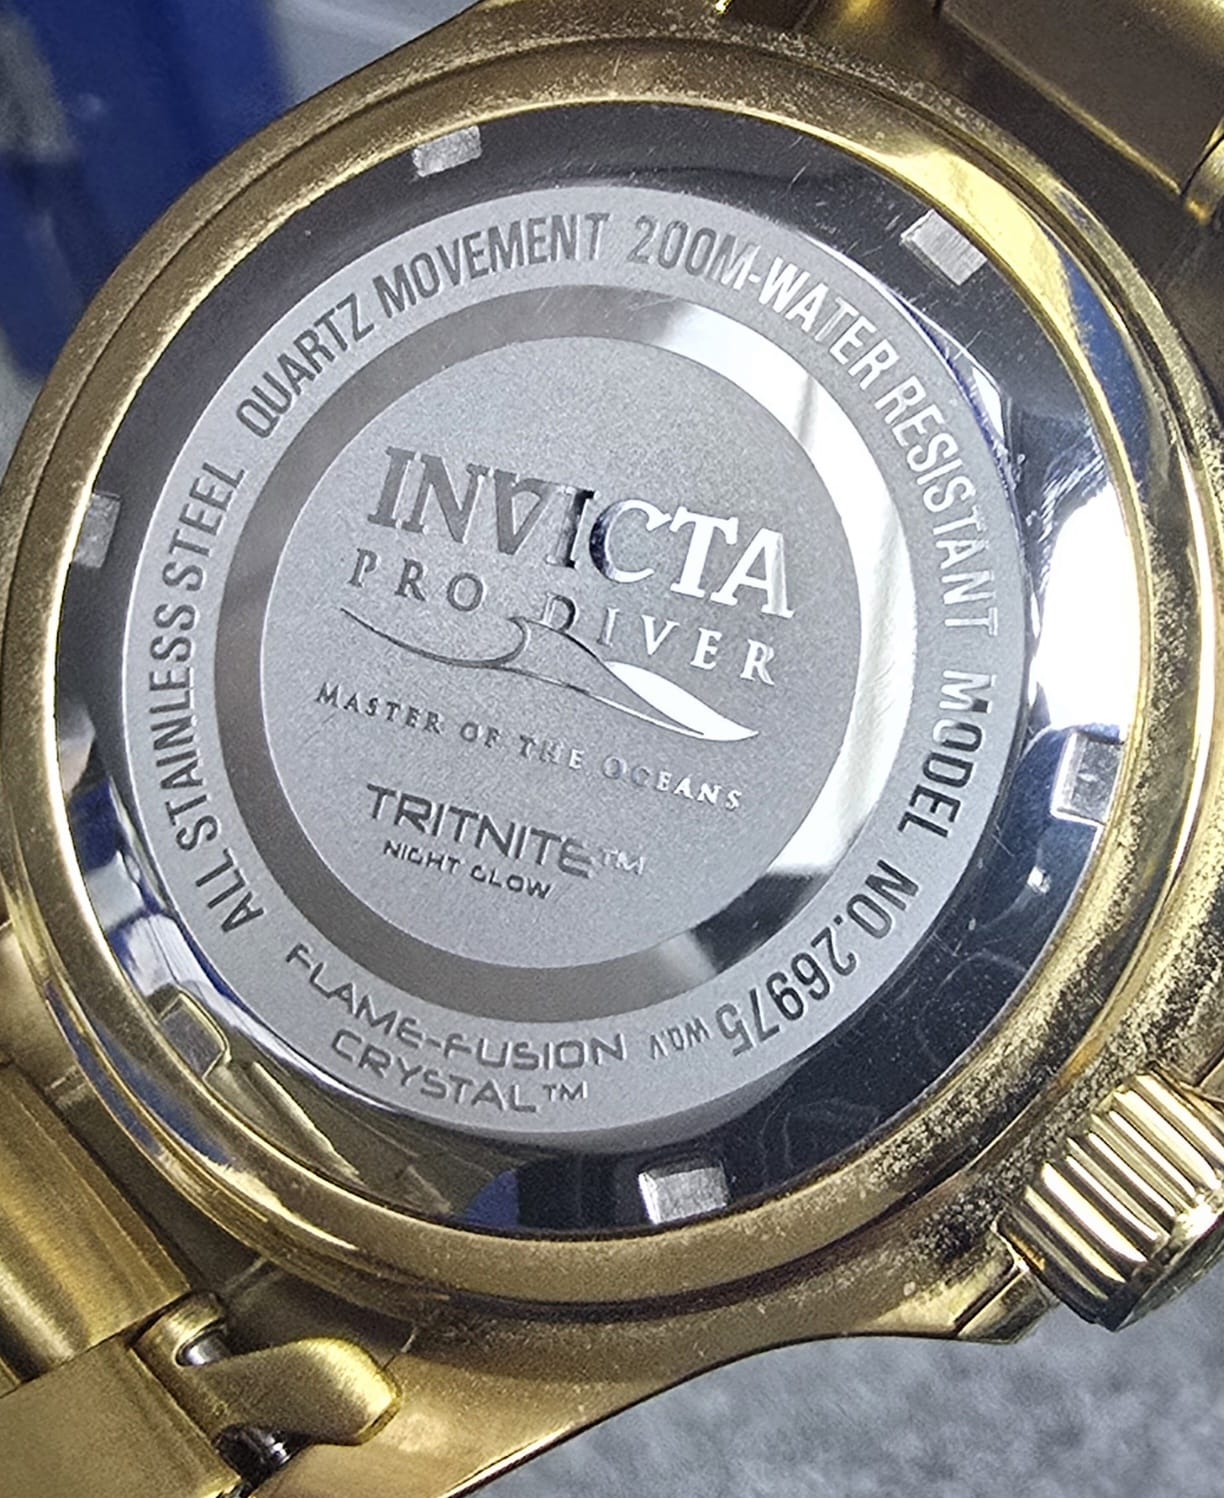 INVICTA
PRO DIVER
MASTER OF THE OCEANS
TRITNITE™
NIGHT GLOW
ALL STAINLESS STEEL QUARTZ MOVEMENT 200M-WATER RESISTANT MODEL NO.26975 WQV
FLAME-FUSION
CRYSTAL™